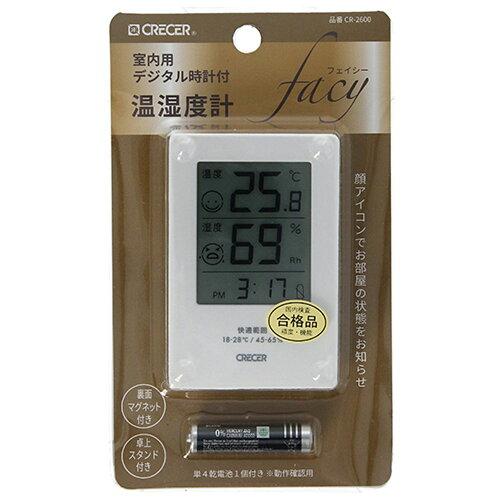 CRECER®
品番 CR-2600
室内用
デジタル時計付
温湿度計
フェイシー
facy
温度
25.8 ℃
湿度
69 %
Rh
PM 3:17
国内検査
合格品
精度・機能
快適範囲
18-28℃ / 45-65%
CRECER
顔アイコンでお部屋の状態をお知らせ
裏面
マグネット
付き
卓上
スタンド
付き
0%
単4乾電池1個付き ※動作確認用